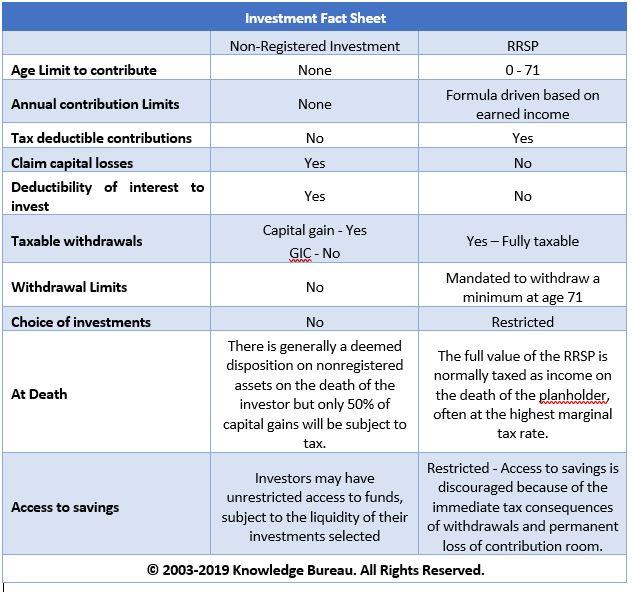 Investment Fact Sheet
Non-Registered Investment RRSP
Age Limit to contribute None 0 - 71
Annual contribution Limits None Formula driven based on
earned income
Tax deductible contributions No Yes
Claim capital losses Yes No
Deductibility of interest to
invest Yes No
Taxable withdrawals Capital gain - Yes
GIC - No Yes – Fully taxable
Withdrawal Limits No Mandated to withdraw a
minimum at age 71
Choice of investments No Restricted
At Death
There is generally a deemed
disposition on nonregistered
assets on the death of the
investor but only 50% of
capital gains will be subject to
tax.
The full value of the RRSP is
normally taxed as income on
the death of the planholder,
often at the highest marginal
tax rate.
Access to savings
Investors may have
unrestricted access to funds,
subject to the liquidity of their
investments selected
Restricted - Access to savings is
discouraged because of the
immediate tax consequences
of withdrawals and permanent
loss of contribution room.
© 2003-2019 Knowledge Bureau. All Rights Reserved.